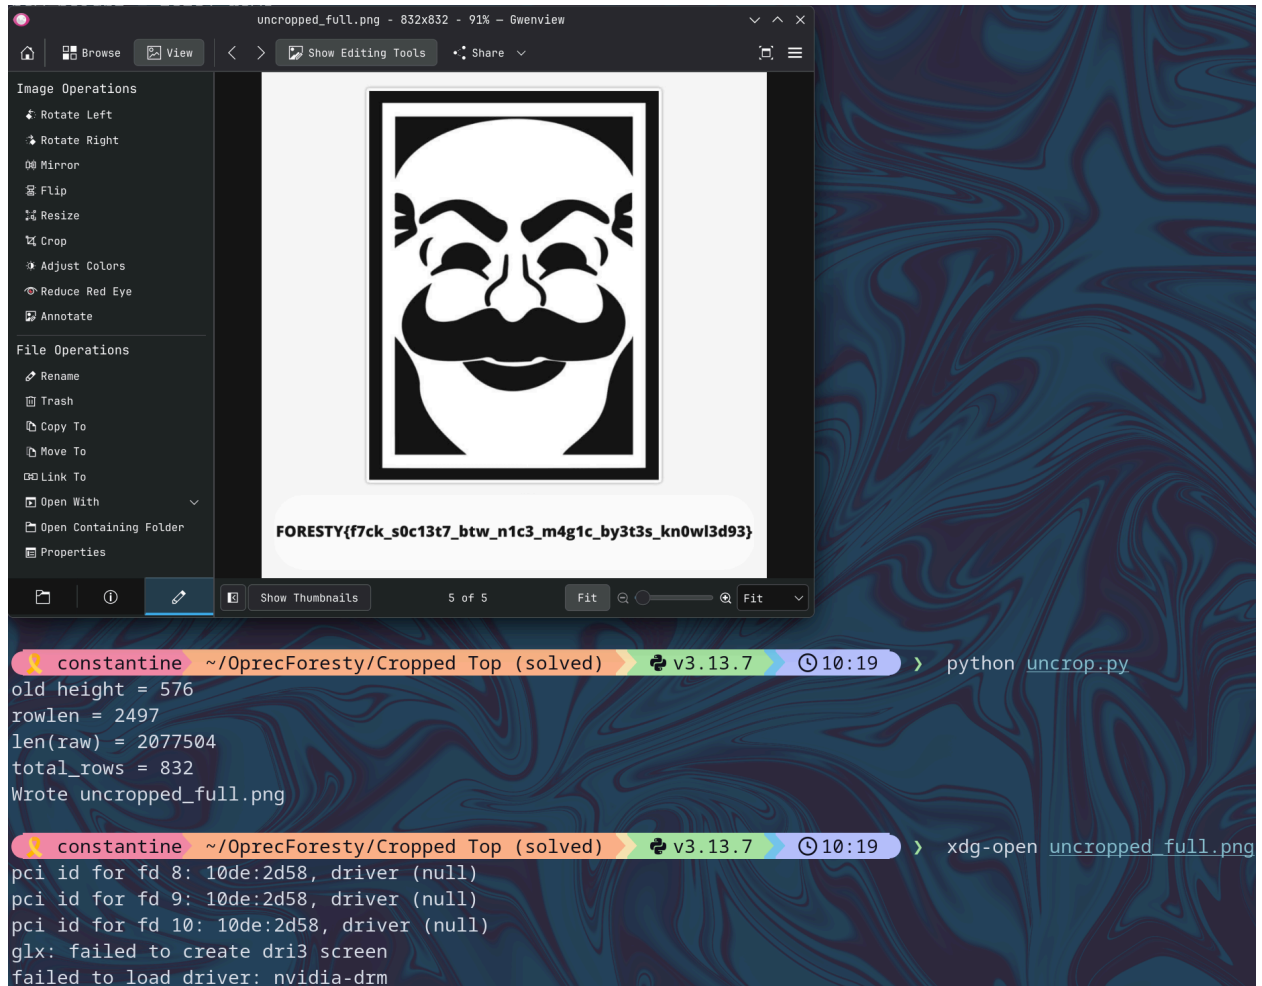 uncropped_full.png - 832x832 - 91% — Gwenview
Browse View Show Editing Tools Share
Image Operations
Rotate Left
Rotate Right
Mirror
Flip
Resize
Crop
Adjust Colors
Reduce Red Eye
Annotate
File Operations
Rename
Trash
Copy To
Move To
Link To
Open With
Open Containing Folder
Properties
FORESTY{f7ck_s0c13t7_btw_n1c3_m4g1c_by3t3s_kn0wl3d93}
Show Thumbnails 5 of 5 Fit Fit
constantine ~/OprecForesty/Cropped Top (solved) v3.13.7 10:19 ❯ python uncrop.py
old height = 576
rowlen = 2497
len(raw) = 2077504
total_rows = 832
Wrote uncropped_full.png
constantine ~/OprecForesty/Cropped Top (solved) v3.13.7 10:19 ❯ xdg-open uncropped_full.png
pci id for fd 8: 10de:2d58, driver (null)
pci id for fd 9: 10de:2d58, driver (null)
pci id for fd 10: 10de:2d58, driver (null)
glx: failed to create dri3 screen
failed to load driver: nvidia-drm